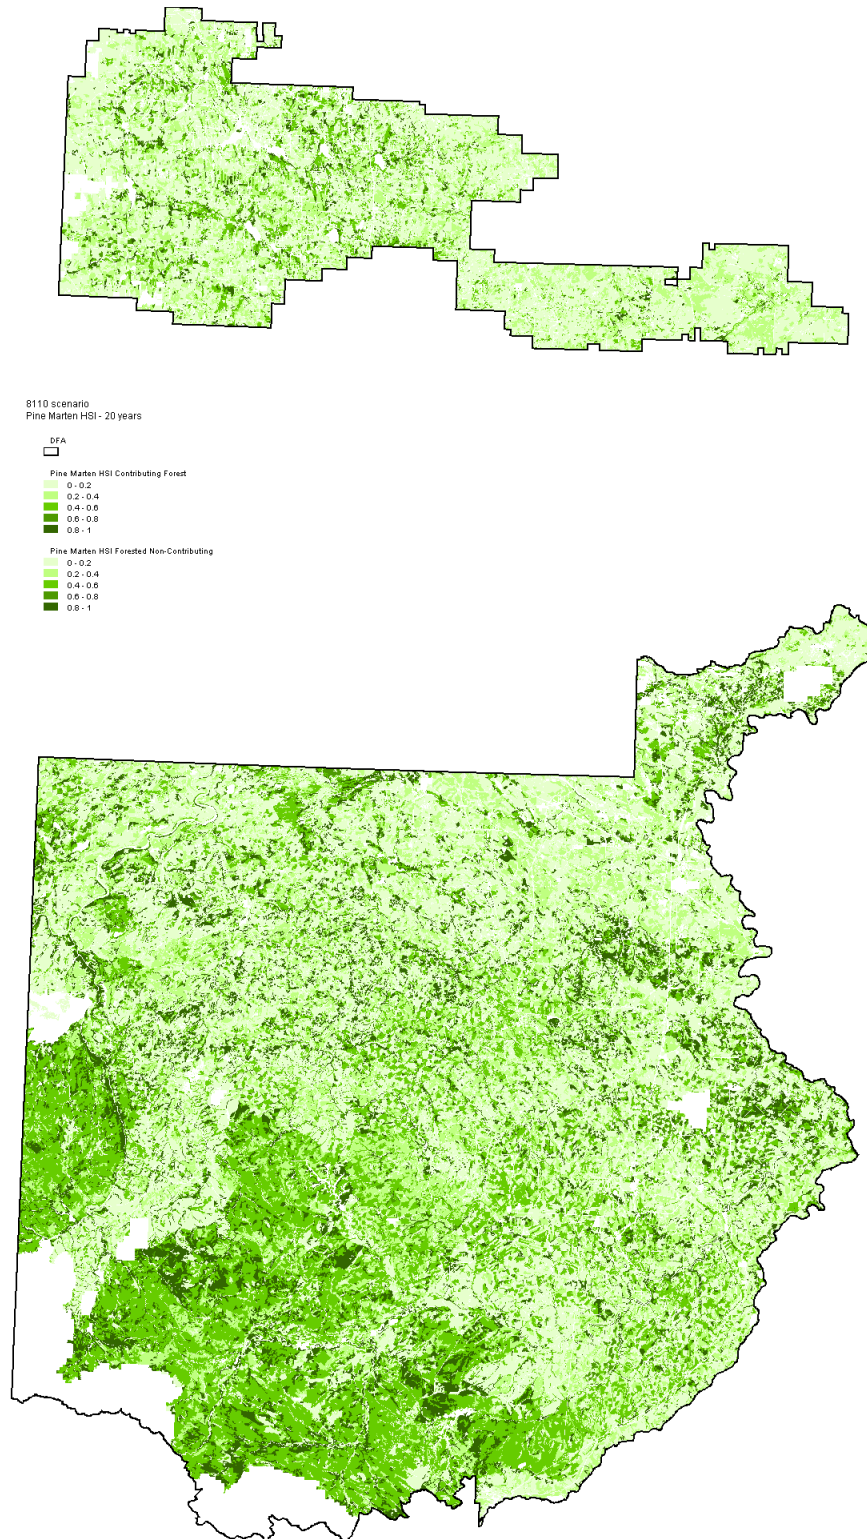 8110 scenario
Pine Marten HSI - 20 years
DFA
Pine Marten HSI Contributing Forest
0 - 0.2
0.2 - 0.4
0.4 - 0.6
0.6 - 0.8
0.8 - 1
Pine Marten HSI Forested Non-Contributing
0 - 0.2
0.2 - 0.4
0.4 - 0.6
0.6 - 0.8
0.8 - 1